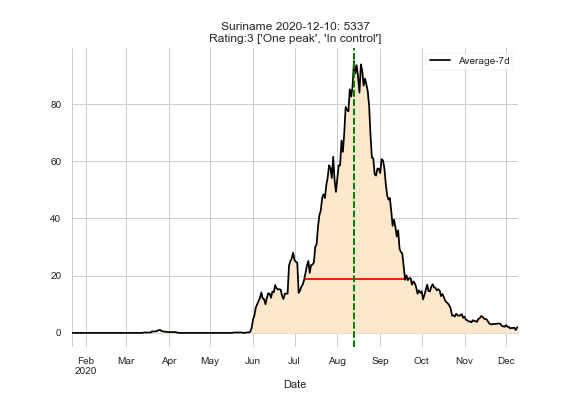 Suriname 2020-12-10: 5337
Rating:3 ['One peak', 'In control']
Average-7d
80
60
40
20
0
Feb Mar Apr May Jun Jul Aug Sep Oct Nov Dec
2020
Date